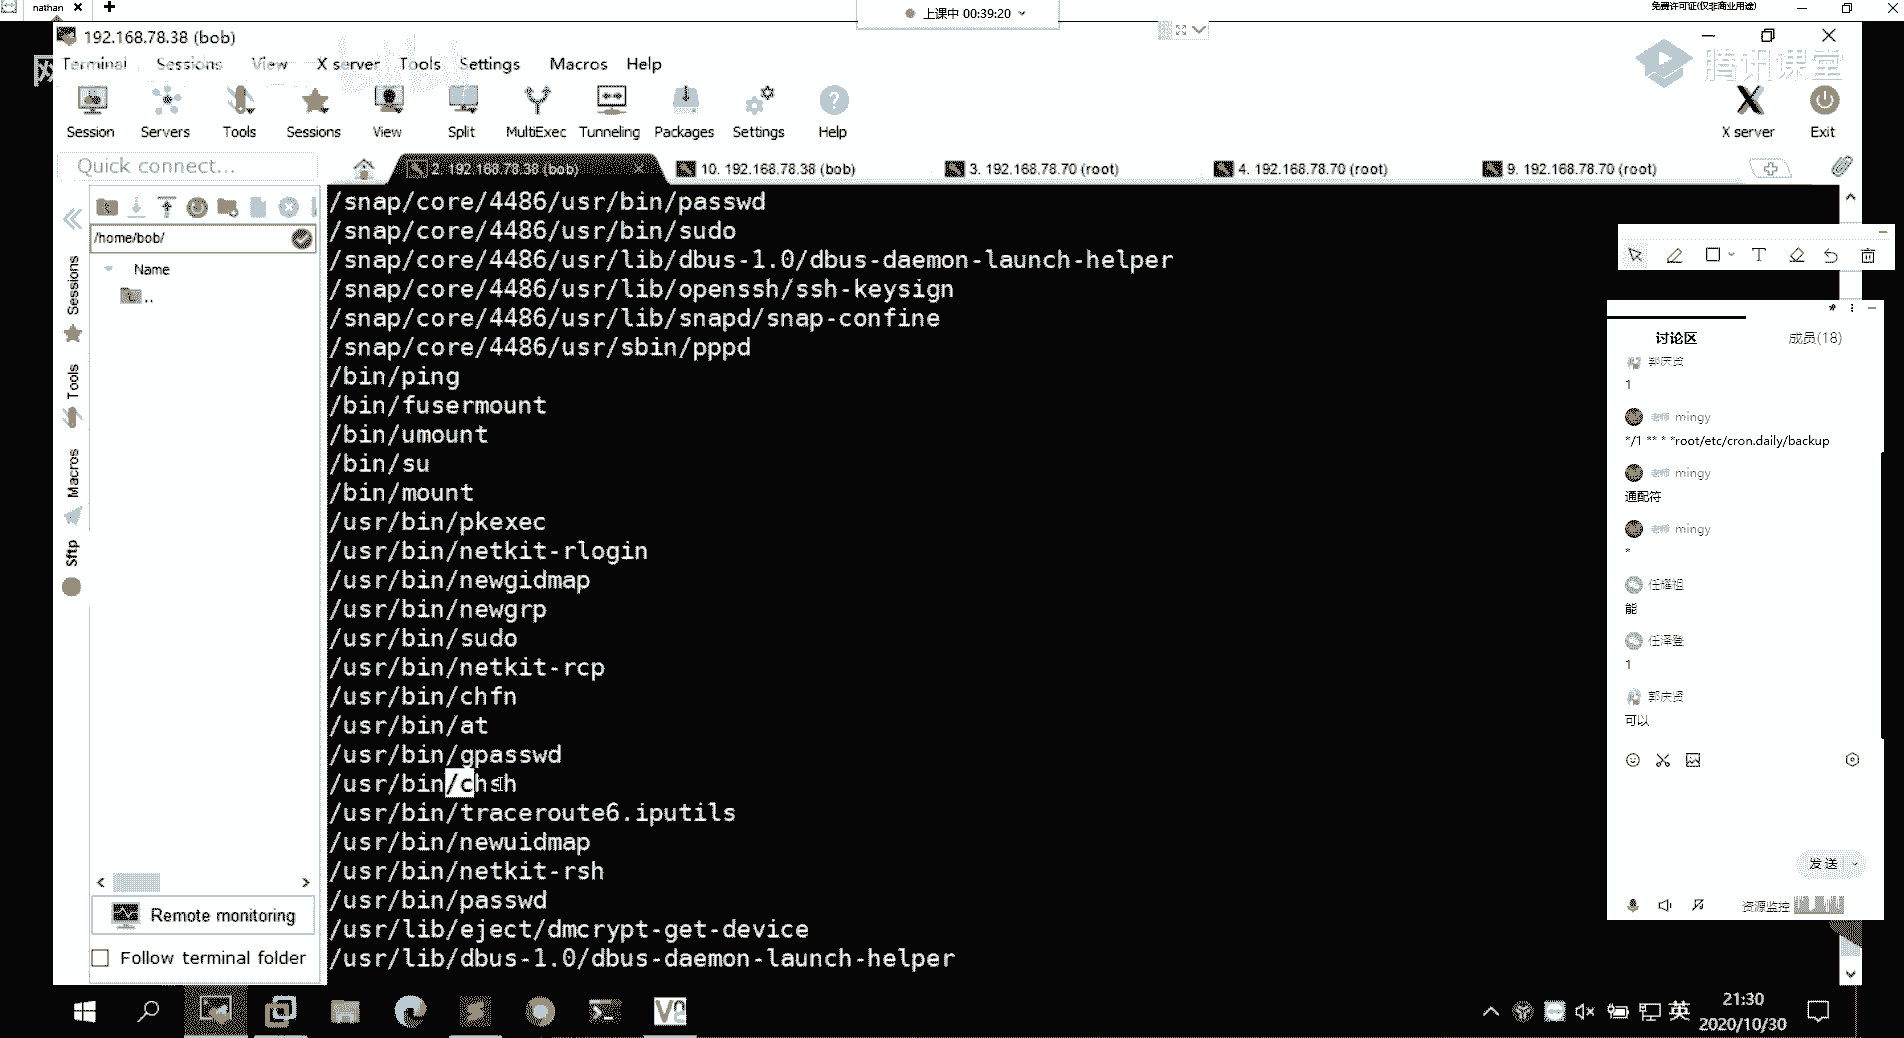 nathan
上课中 00:39:20
免费许可证(仅非商业用途)
192.168.78.38 (bob)
Terminal Sessions View X server Tools Settings Macros Help
腾讯课堂
Session Servers Tools Sessions View Split MultiExec Tunneling Packages Settings Help X server Exit
Quick connect...
2. 192.168.78.38 (bob)
10. 192.168.78.38 (bob)
3. 192.168.78.70 (root)
4. 192.168.78.70 (root)
9. 192.168.78.70 (root)
/home/bob/
Name
..
Sessions
Tools
Macros
Sftp
Remote monitoring
Follow terminal folder
/snap/core/4486/usr/bin/passwd
/snap/core/4486/usr/bin/sudo
/snap/core/4486/usr/lib/dbus-1.0/dbus-daemon-launch-helper
/snap/core/4486/usr/lib/openssh/ssh-keysign
/snap/core/4486/usr/lib/snapd/snap-confine
/snap/core/4486/usr/sbin/pppd
/bin/ping
/bin/fusermount
/bin/umount
/bin/su
/bin/mount
/usr/bin/pkexec
/usr/bin/netkit-rlogin
/usr/bin/newgidmap
/usr/bin/newgrp
/usr/bin/sudo
/usr/bin/netkit-rcp
/usr/bin/chfn
/usr/bin/at
/usr/bin/gpasswd
/usr/bin/chsh
/usr/bin/traceroute6.iputils
/usr/bin/newuidmap
/usr/bin/netkit-rsh
/usr/bin/passwd
/usr/lib/eject/dmcrypt-get-device
/usr/lib/dbus-1.0/dbus-daemon-launch-helper
讨论区
成员(18)
郭庆贤
1
老师 mingy
*/1 ** * *root/etc/cron.daily/backup
老师 mingy
通配符
老师 mingy
*
任耀祖
能
任泽登
1
郭庆贤
可以
发送
资源监控
英
21:30
2020/10/30